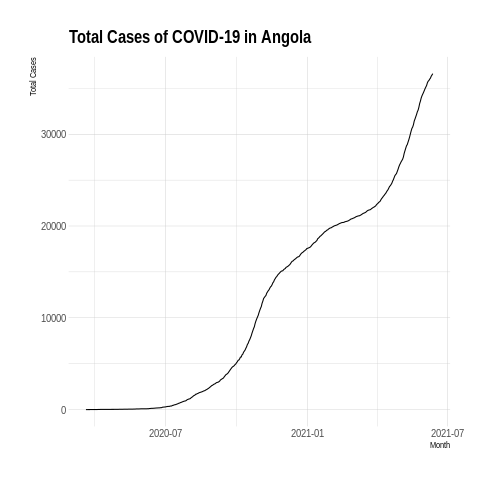 Total Cases of COVID-19 in Angola
Total Cases
30000
20000
10000
0
2020-07
2021-01
2021-07
Month